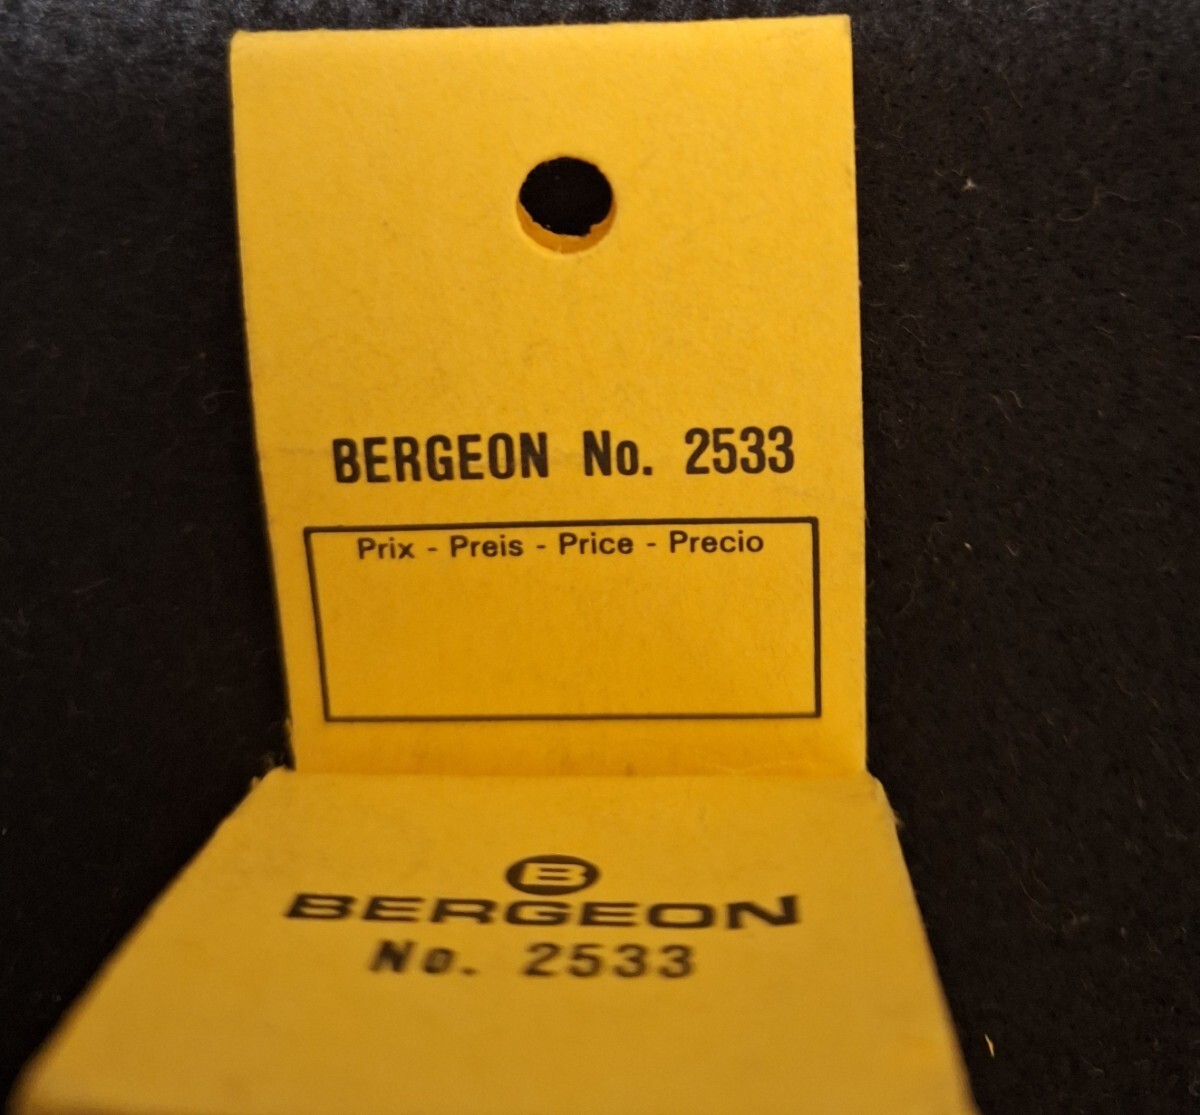 BERGEON No. 2533
Prix - Preis - Price - Precio
B
BERGEON
No. 2533